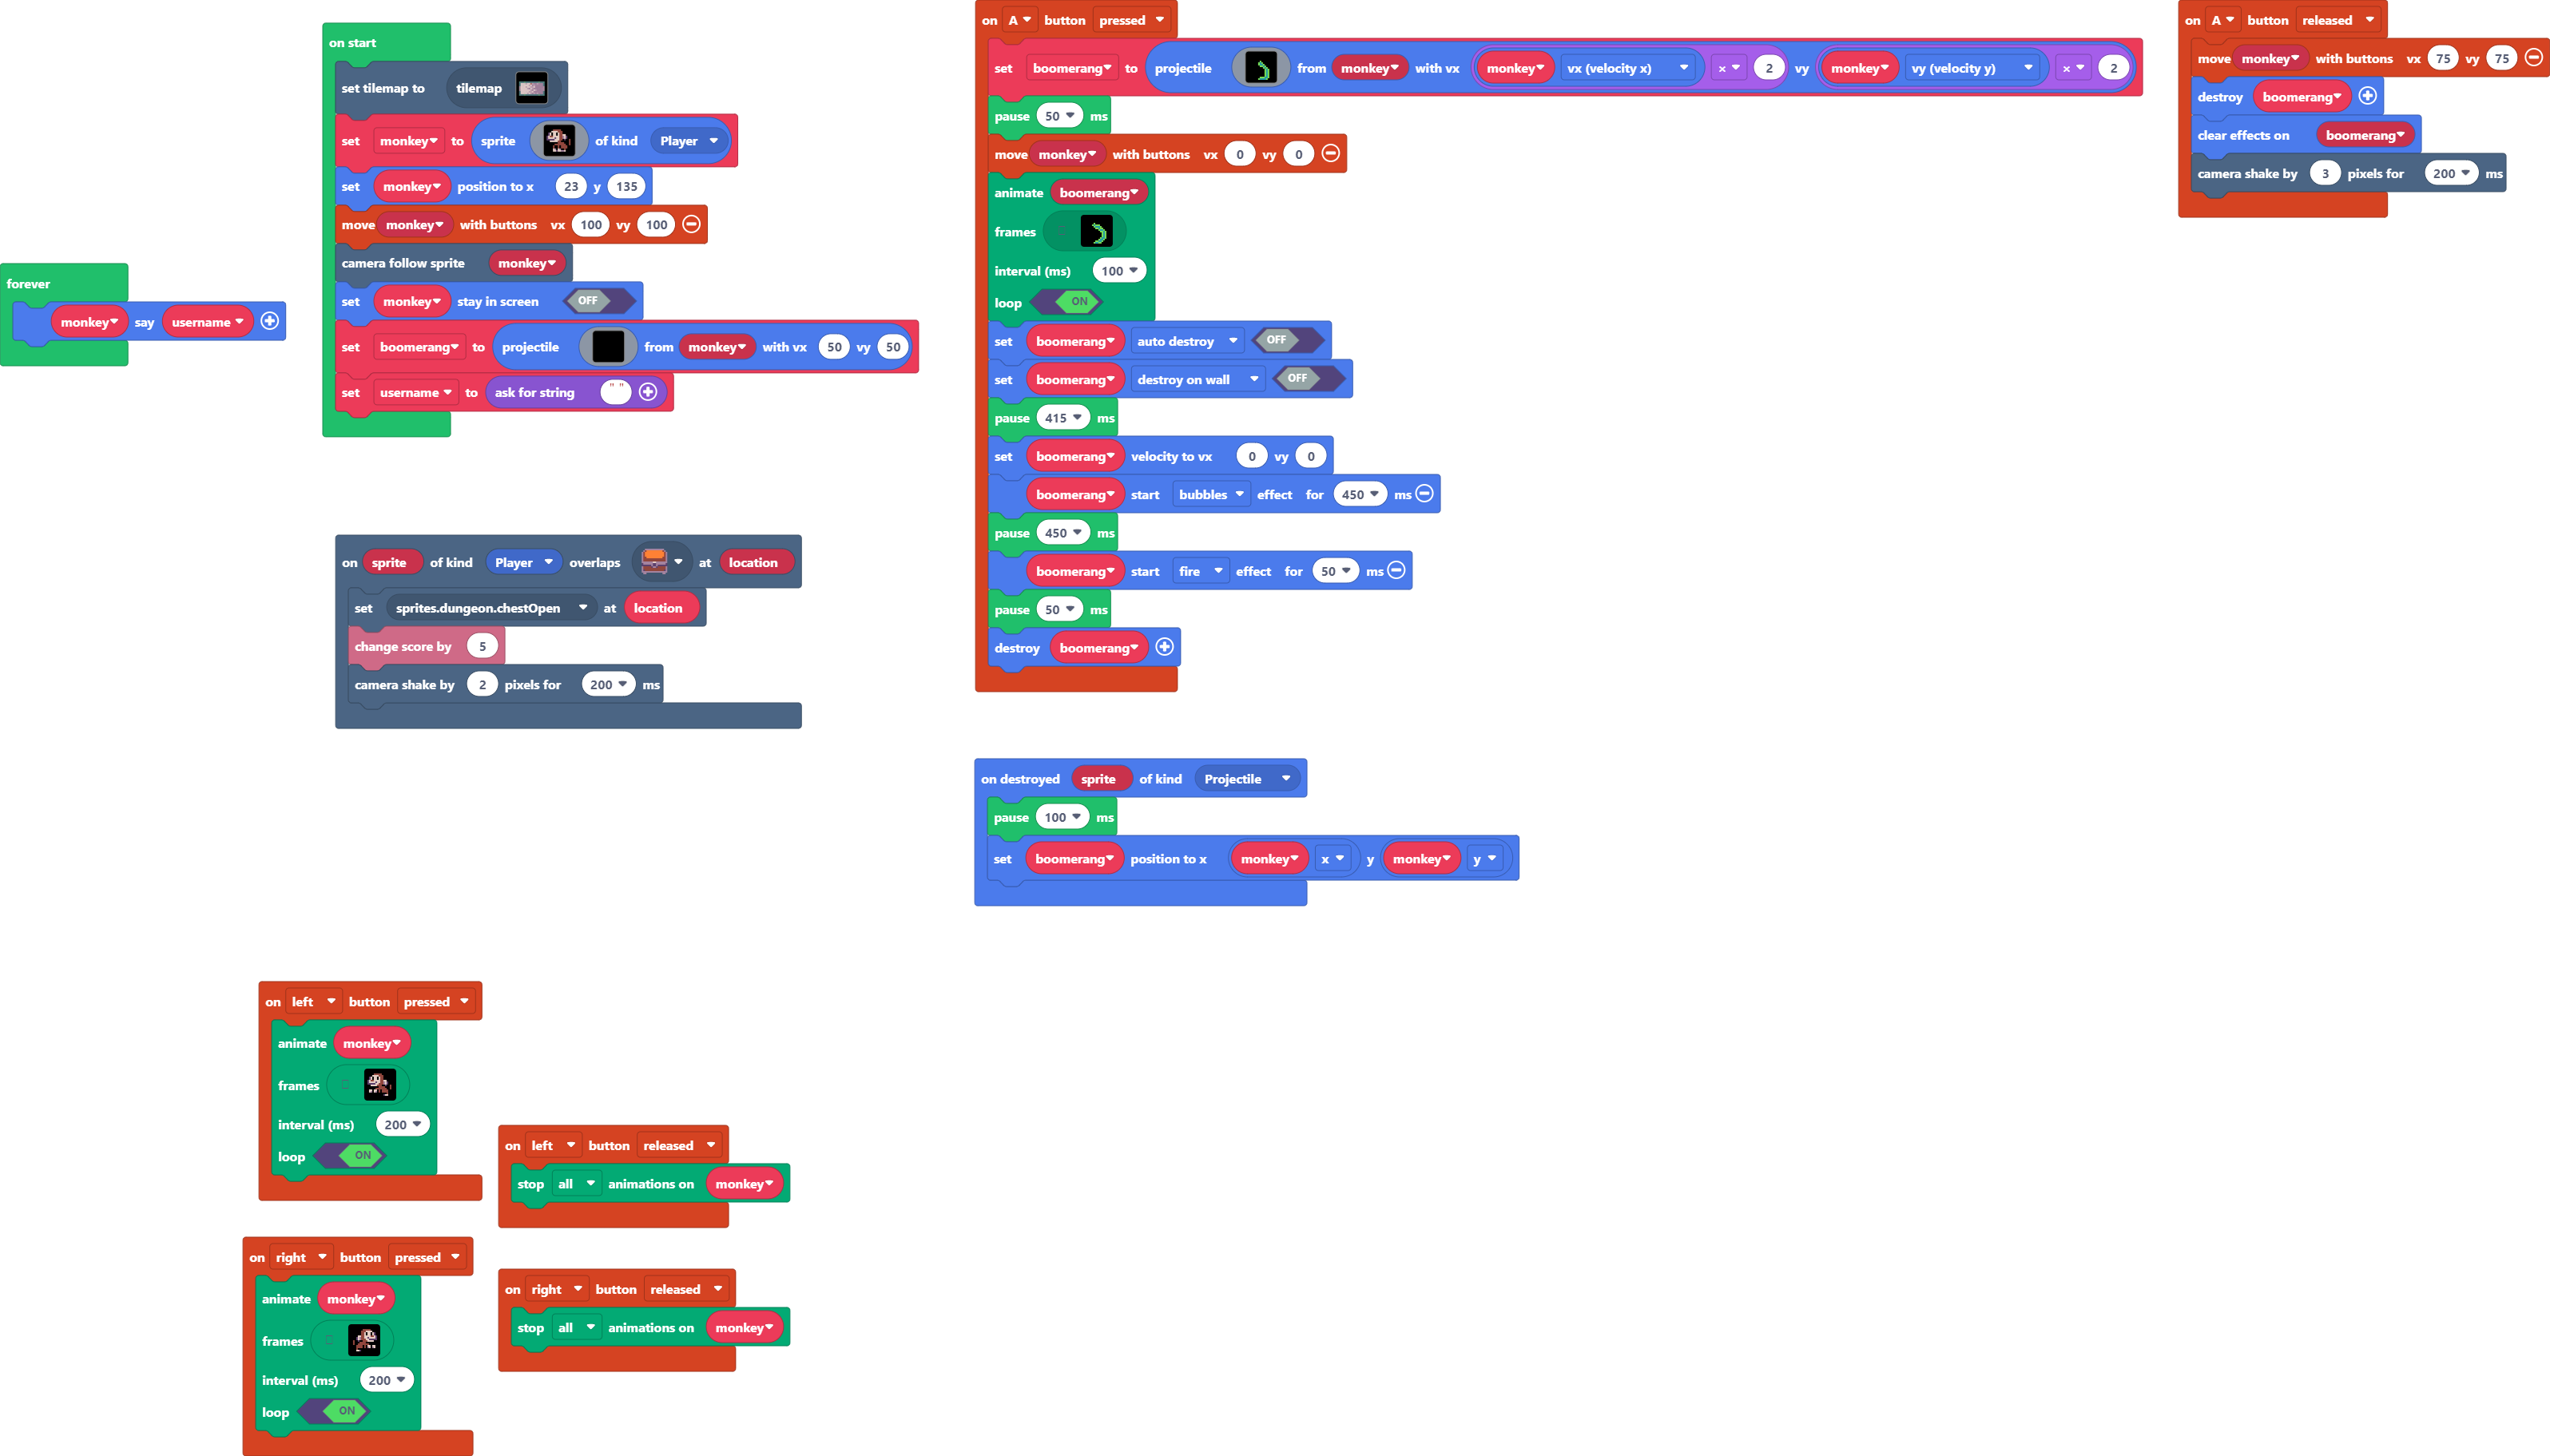 on start
set tilemap to tilemap
set monkey to sprite of kind Player
set monkey position to x 23 y 135
move monkey with buttons vx 100 vy 100
camera follow sprite monkey
set monkey stay in screen OFF
set boomerang to projectile from monkey with vx 50 vy 50
set username to ask for string " "
forever
monkey say username
on sprite of kind Player overlaps at location
set sprites.dungeon.chestOpen at location
change score by 5
camera shake by 2 pixels for 200 ms
on A button pressed
set boomerang to projectile from monkey with vx monkey vx (velocity x) × 2 vy monkey vy (velocity y) × 2
pause 50 ms
move monkey with buttons vx 0 vy 0
animate boomerang
frames
interval (ms) 100
loop ON
set boomerang auto destroy OFF
set boomerang destroy on wall OFF
pause 415 ms
set boomerang velocity to vx 0 vy 0
boomerang start bubbles effect for 450 ms
pause 450 ms
boomerang start fire effect for 50 ms
pause 50 ms
destroy boomerang
on A button released
move monkey with buttons vx 75 vy 75
destroy boomerang
clear effects on boomerang
camera shake by 3 pixels for 200 ms
on destroyed sprite of kind Projectile
pause 100 ms
set boomerang position to x monkey x y monkey y
on left button pressed
animate monkey
frames
interval (ms) 200
loop ON
on left button released
stop all animations on monkey
on right button pressed
animate monkey
frames
interval (ms) 200
loop ON
on right button released
stop all animations on monkey